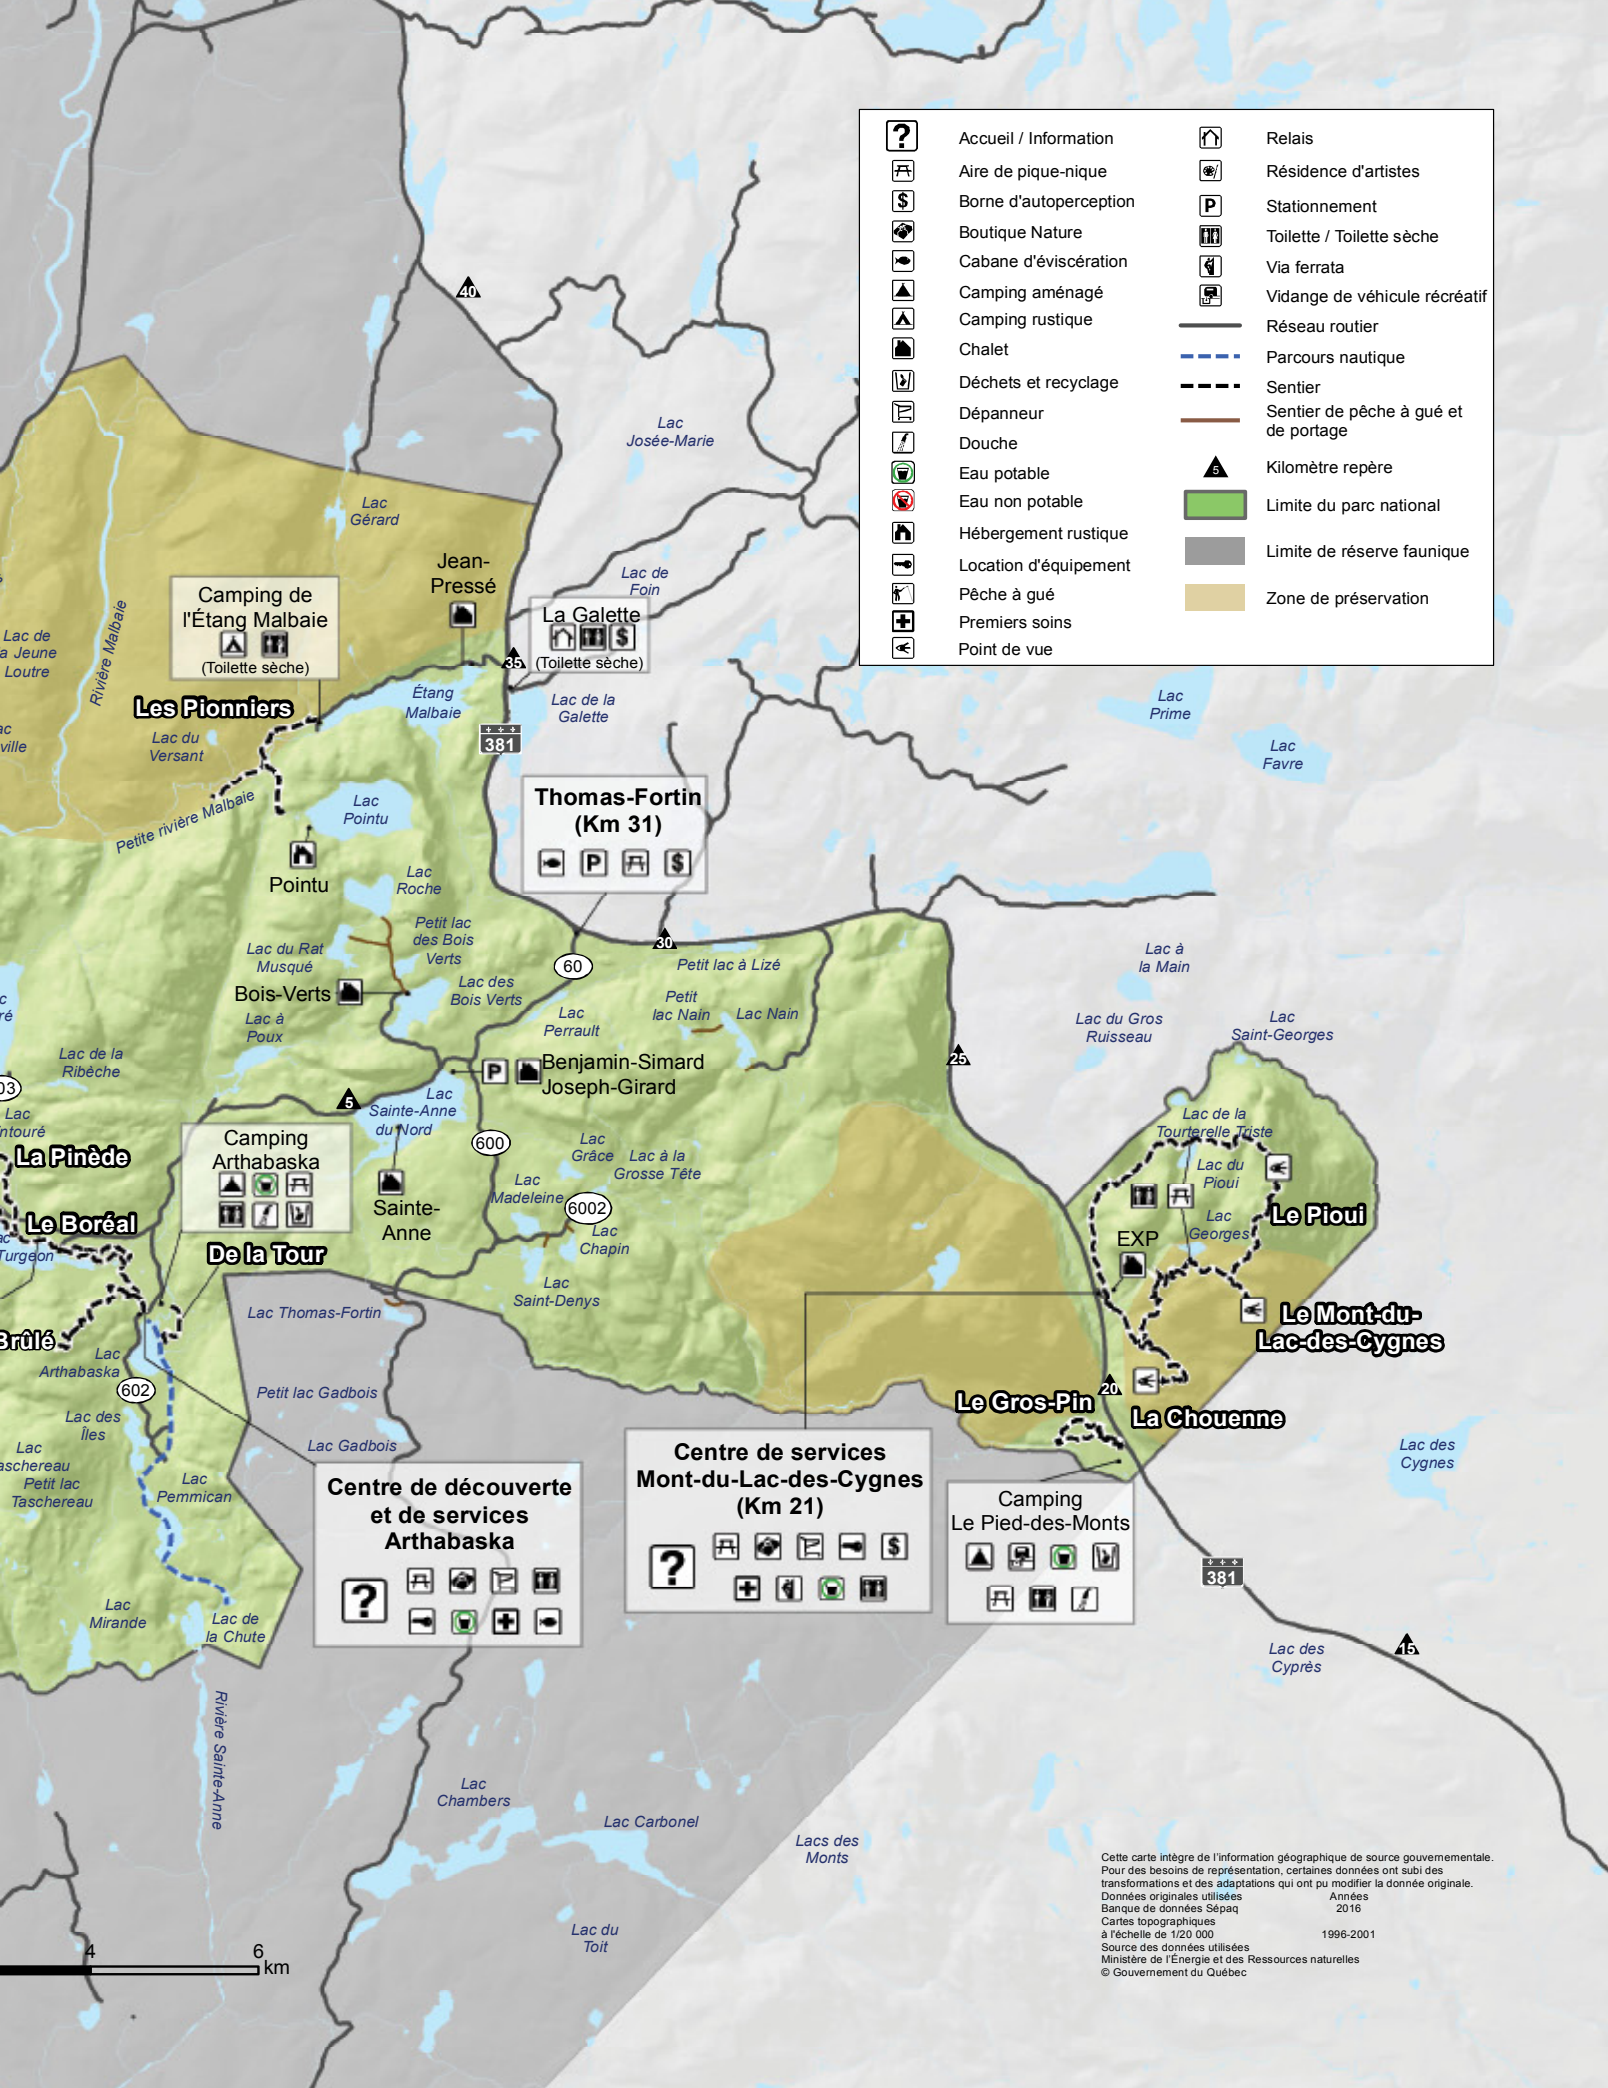 Accueil / Information
Aire de pique-nique
Borne d'autoperception
Boutique Nature
Cabane d'éviscération
Camping aménagé
Camping rustique
Chalet
Déchets et recyclage
Dépanneur
Douche
Eau potable
Eau non potable
Hébergement rustique
Location d'équipement
Pêche à gué
Premiers soins
Point de vue
Relais
Résidence d'artistes
P
Stationnement
Toilette / Toilette sèche
Via ferrata
Vidange de véhicule récréatif
Réseau routier
Parcours nautique
Sentier
Sentier de pêche à gué et
de portage
5
Kilomètre repère
Limite du parc national
Limite de réserve faunique
Zone de préservation
40
Lac
Josée-Marie
Lac
Gérard
Jean-
Pressé
Lac de
Foin
Camping de
l'Étang Malbaie
(Toilette sèche)
La Galette
$
(Toilette sèche)
35
Lac de
a Jeune
Loutre
Rivière Malbaie
Les Pionniers
Étang
Malbaie
Lac de la
Galette
381
Lac du
Versant
ac
ville
Lac
Prime
Lac
Favre
Petite rivière Malbaie
Lac
Pointu
Pointu
Thomas-Fortin
(Km 31)
P
$
Lac
Roche
Petit lac
des Bois
Verts
Lac du Rat
Musqué
Bois-Verts
Lac des
Bois Verts
Lac à
Poux
60
30
Petit lac à Lizé
Petit
lac Nain
Lac Nain
Lac
Perrault
Lac à
la Main
Lac du Gros
Ruisseau
Lac
Saint-Georges
25
c
ré
Lac de la
Ribèche
03
Lac
ntouré
P
Benjamin-Simard
Joseph-Girard
5
Lac
Sainte-Anne
du Nord
600
La Pinède
Camping
Arthabaska
Le Boréal
ac
Turgeon
De la Tour
Sainte-
Anne
Lac
Grâce
Lac à la
Grosse Tête
Lac
Madeleine
6002
Lac
Chapin
Lac
Saint-Denys
Lac de la
Tourterelle Triste
Lac du
Pioui
Lac
Georges
Le Pioui
EXP
Le Mont-du-
Lac-des-Cygnes
La Chouenne
20
Le Gros-Pin
Brûlé
Lac
Arthabaska
602
Lac Thomas-Fortin
Petit lac Gadbois
Lac Gadbois
Lac des
Îles
Lac
aschereau
Petit lac
Taschereau
Lac
Pemmican
Lac
Mirande
Lac de
la Chute
Centre de découverte
et de services
Arthabaska
?
Centre de services
Mont-du-Lac-des-Cygnes
(Km 21)
?
$
Camping
Le Pied-des-Monts
Lac des
Cygnes
381
15
Lac des
Cyprès
Rivière Sainte-Anne
Lac
Chambers
Lac Carbonel
Lacs des
Monts
Lac du
Toit
4
6
km
Cette carte intègre de l'information géographique de source gouvernementale.
Pour des besoins de représentation, certaines données ont subi des
transformations et des adaptations qui ont pu modifier la donnée originale.
Données originales utilisées Années
Banque de données Sépaq 2016
Cartes topographiques
à l'échelle de 1/20 000 1996-2001
Source des données utilisées
Ministère de l'Énergie et des Ressources naturelles
© Gouvernement du Québec